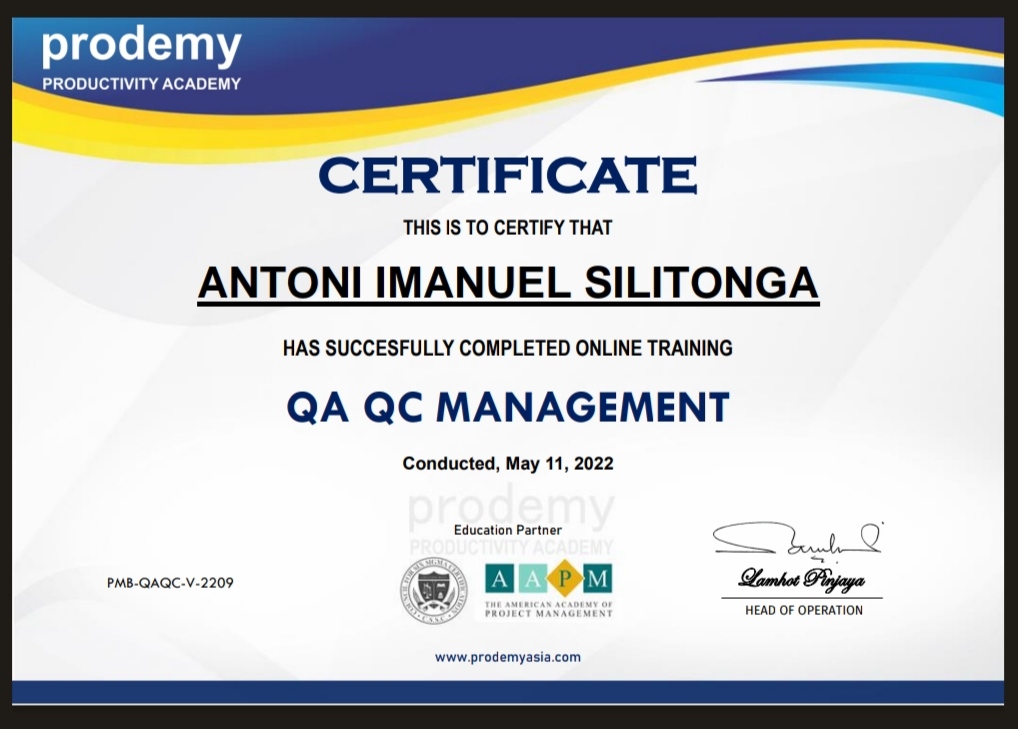 prodemy
PRODUCTIVITY ACADEMY
CERTIFICATE
THIS IS TO CERTIFY THAT
ANTONI IMANUEL SILITONGA
HAS SUCCESFULLY COMPLETED ONLINE TRAINING
QA QC MANAGEMENT
Conducted, May 11, 2022
prodemy
PRODUCTIVITY ACADEMY
Education Partner
PMB-QAQC-V-2209
A A P M
THE AMERICAN ACADEMY OF
PROJECT MANAGEMENT
Lamhot Pinjaya
HEAD OF OPERATION
www.prodemyasia.com